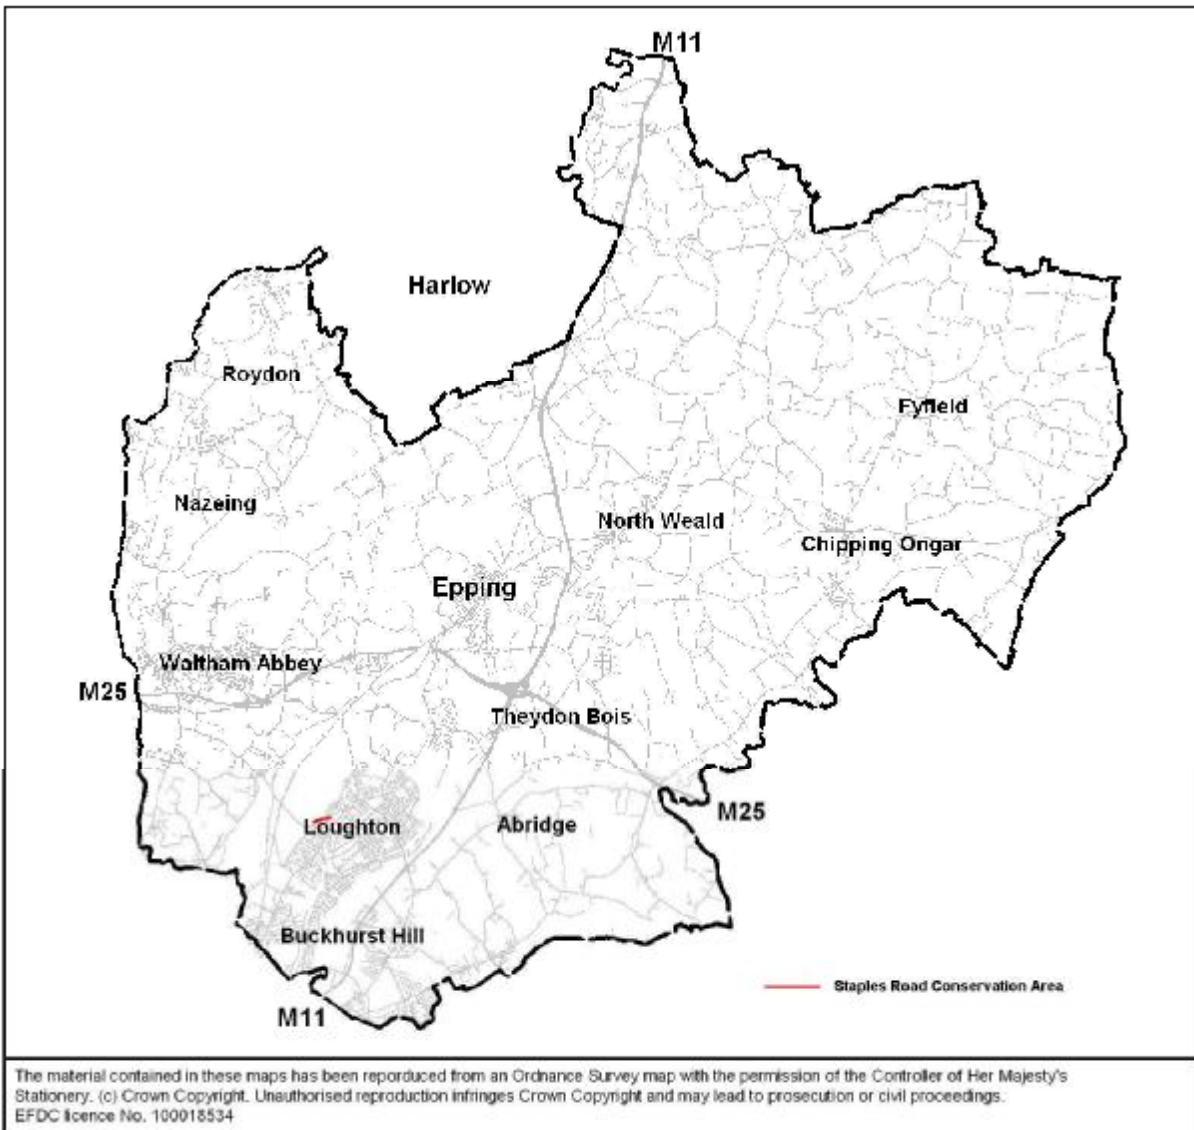 M11
Harlow
Roydon
Fyfield
Nazeing
North Weald
Chipping Ongar
Epping
Waltham Abbey
M25
Theydon Bois
M25
Loughton
Abridge
Buckhurst Hill
Staples Road Conservation Area
M11
The material contained in these maps has been reporduced from an Ordnance Survey map with the permission of the Controller of Her Majesty's
Stationery. (c) Crown Copyright. Unauthorised reproduction infringes Crown Copyright and may lead to prosecution or civil proceedings.
EFDC licence No. 100018534